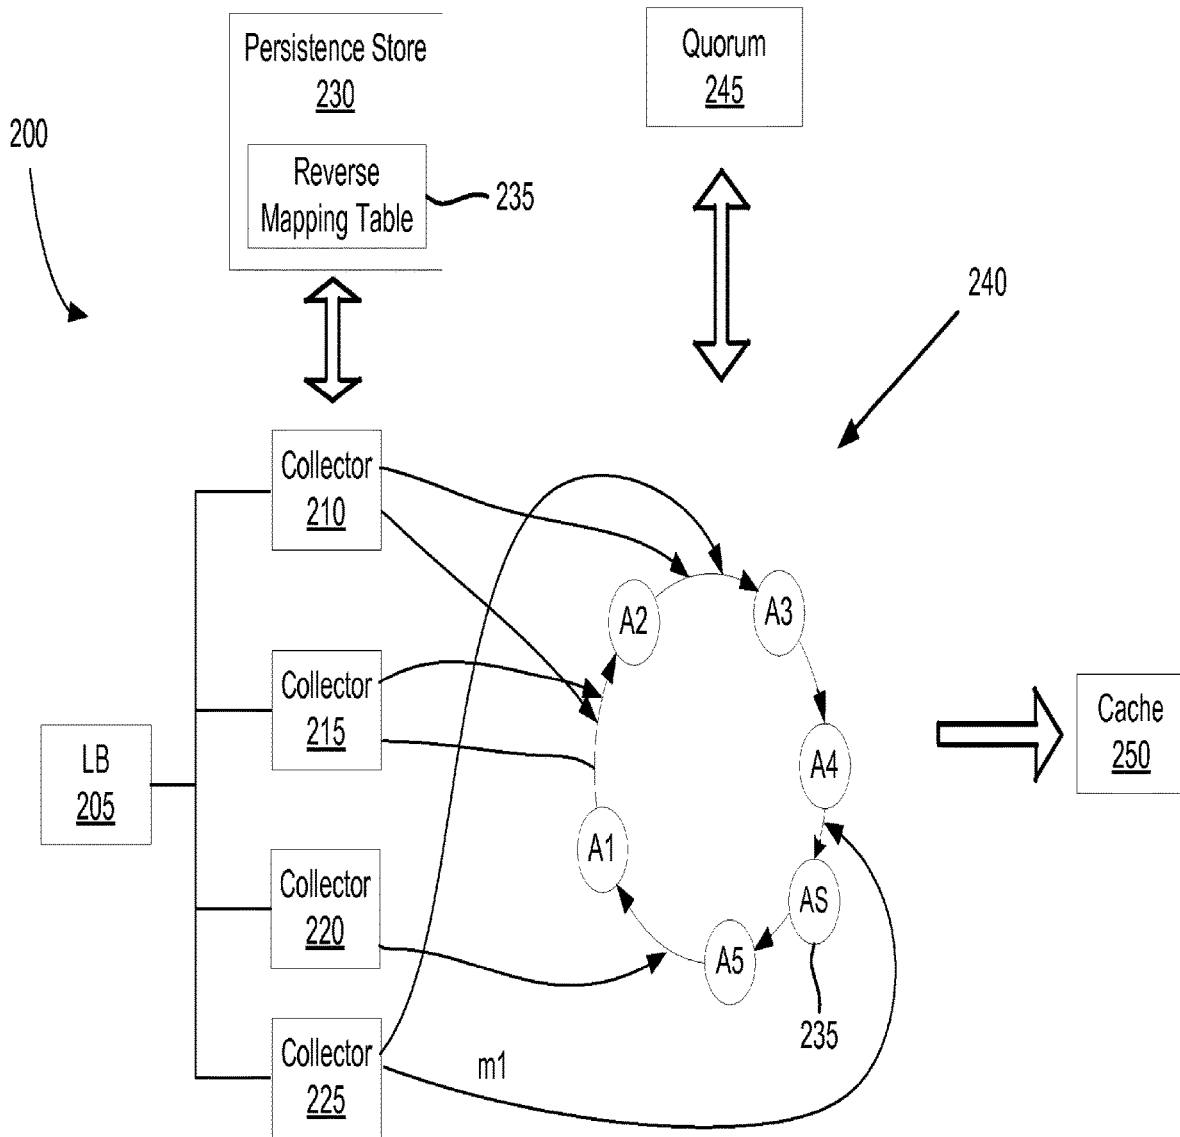 Persistence Store
230
Reverse
Mapping Table
235
Quorum
245
200
240
Collector
210
Collector
215
LB
205
Collector
220
Collector
225
A2
A3
A4
A1
AS
A5
235
m1
Cache
250